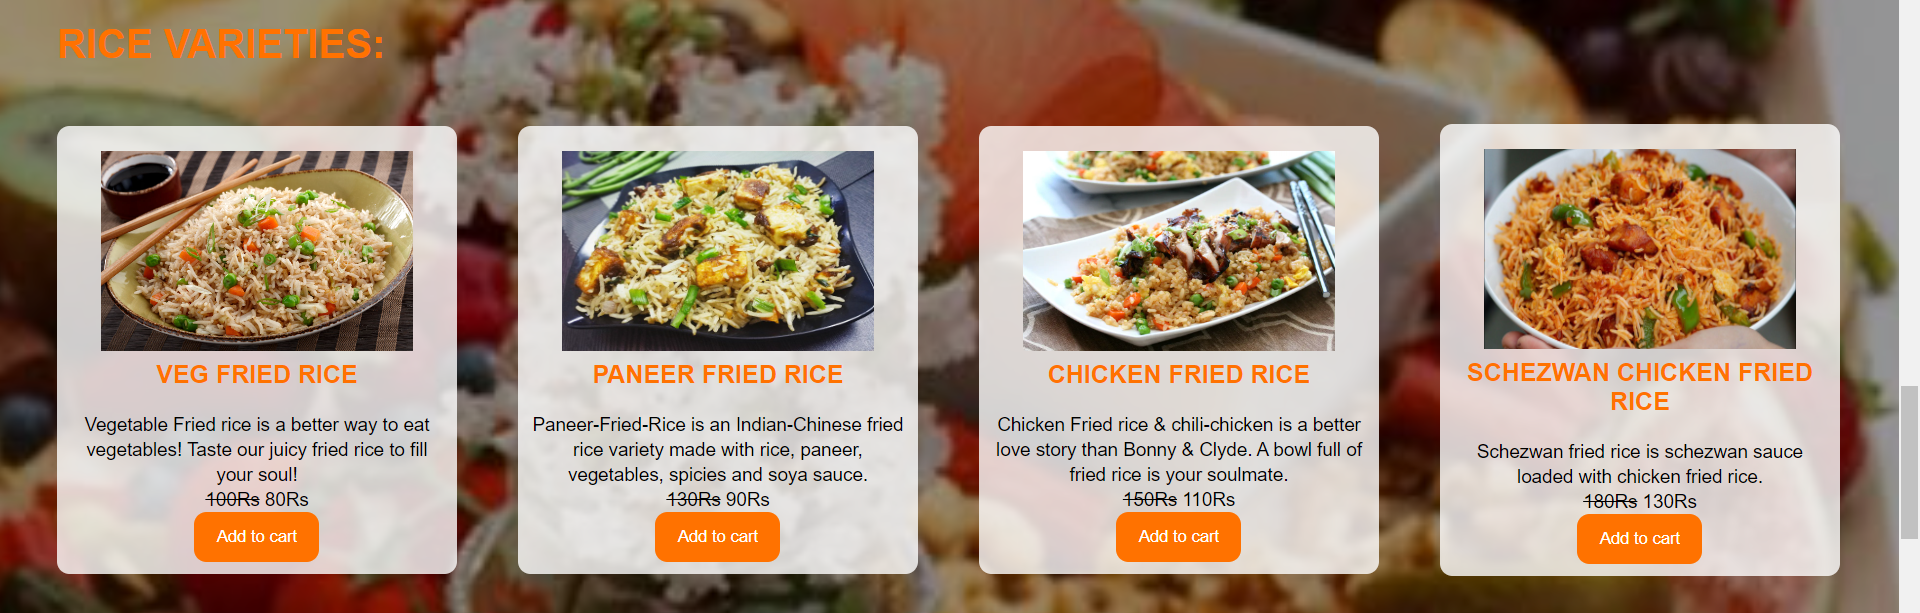 RICE VARIETIES:
VEG FRIED RICE
Vegetable Fried rice is a better way to eat
vegetables! Taste our juicy fried rice to fill
your soul!
100Rs 80Rs
Add to cart
PANEER FRIED RICE
Paneer-Fried-Rice is an Indian-Chinese fried
rice variety made with rice, paneer,
vegetables, spicies and soya sauce.
130Rs 90Rs
Add to cart
CHICKEN FRIED RICE
Chicken Fried rice & chili-chicken is a better
love story than Bonny & Clyde. A bowl full of
fried rice is your soulmate.
150Rs 110Rs
Add to cart
SCHEZWAN CHICKEN FRIED
RICE
Schezwan fried rice is schezwan sauce
loaded with chicken fried rice.
180Rs 130Rs
Add to cart